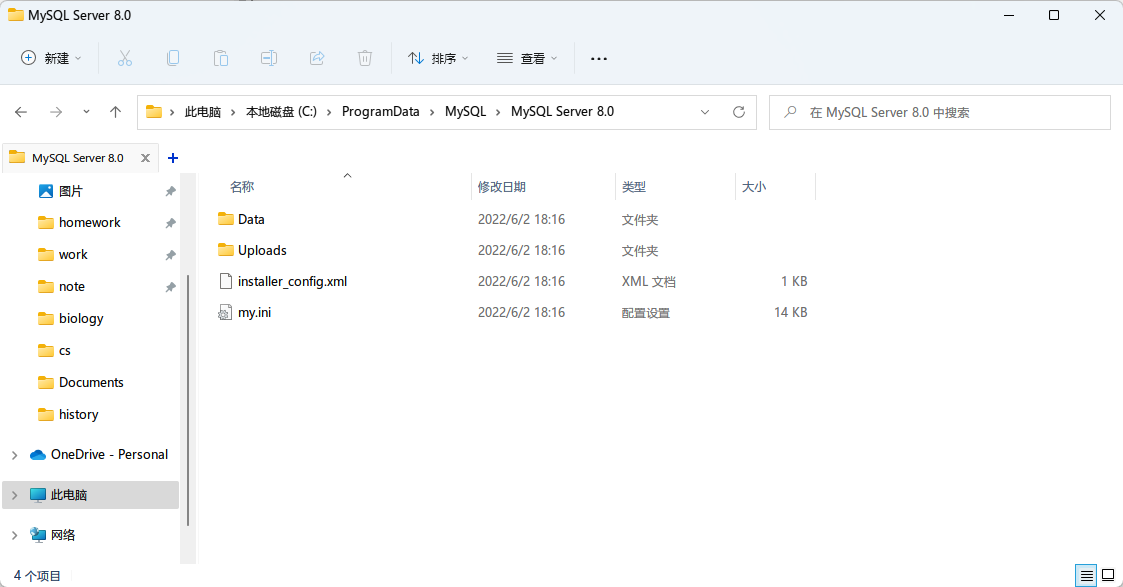 MySQL Server 8.0
新建 排序 查看
此电脑 本地磁盘 (C:) ProgramData MySQL MySQL Server 8.0 在 MySQL Server 8.0 中搜索
MySQL Server 8.0
图片
homework
work
note
biology
cs
Documents
history
OneDrive - Personal
此电脑
网络
名称 修改日期 类型 大小
Data 2022/6/2 18:16 文件夹
Uploads 2022/6/2 18:16 文件夹
installer_config.xml 2022/6/2 18:16 XML 文档 1 KB
my.ini 2022/6/2 18:16 配置设置 14 KB
4 个项目